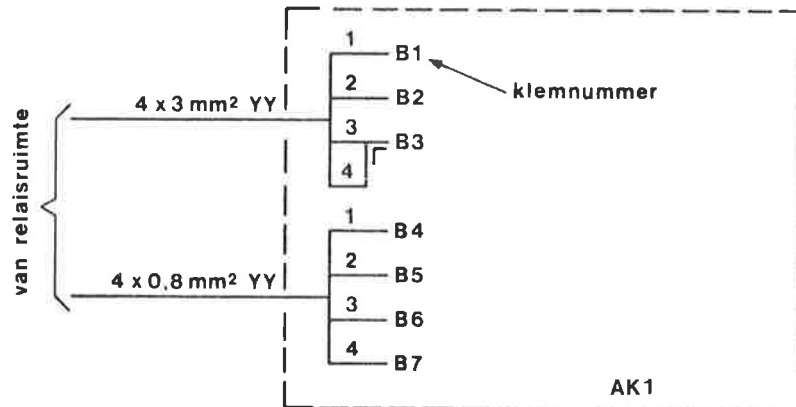 1 B1
klemnummer
2 B2
4 x 3 mm² YY
3 B3
4
van relaisruimte
1 B4
2 B5
4 x 0,8 mm² YY
3 B6
4 B7
AK1